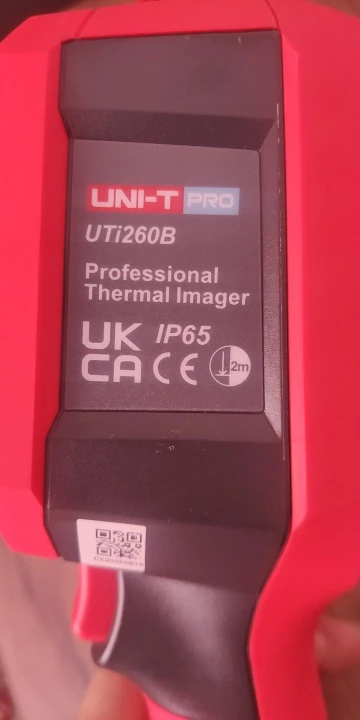 UNI-T PRO
UTi260B
Professional
Thermal Imager
UK IP65
CA CE 2m